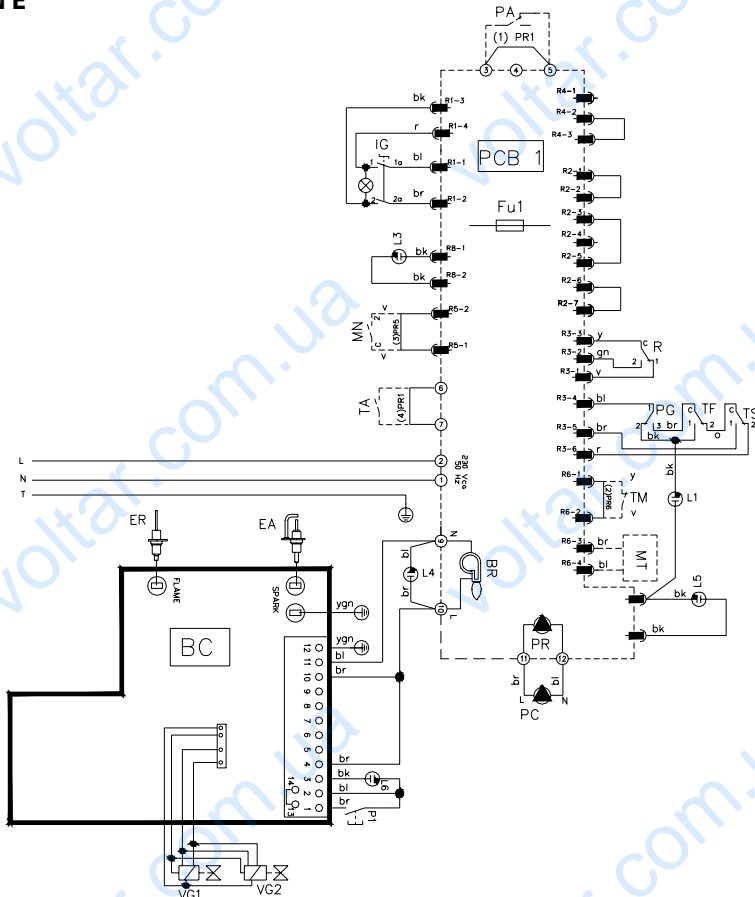 NE
PA
(1) PR1
3 4 5
R4-1
R4-2
R4-3
bk R1-3
r R1-4
IG
1 1a bl R1-1
2 2a br R1-2
PCB 1
Fu1
R2-1
R2-2
R2-3
R2-4
R2-5
R2-6
R2-7
L3
bk R8-1
bk R8-2
MN
v R5-2
2
(3)PR5
c
v R5-1
R3-3 y
R3-2 gn
R3-1 v
c R
2 1
TA
(4)PR1
6
7
R3-4 bl
R3-5 br
R3-6 r
PG TF TS
2 3 br 1 2 1 2
bk o
c c
bk L1
L 2
N 1
T
230 Vca
50 Hz
R6-1 y
(2)PR6 TM
R6-2 v
R6-3 br
R6-4 bl
MT
ER
EA
FLAME
SPARK
ygn
ygn
bl
br
9 N
bl
L4
br
10 L
BR
bk L5
bk
BC
12
11
10
9
8
7
6
5
4
3
2
1
14
13
br
bk
bl
br
L6
P1
PR
11 12
br bl
L N
PC
VG1 VG2
voltar.com.ua